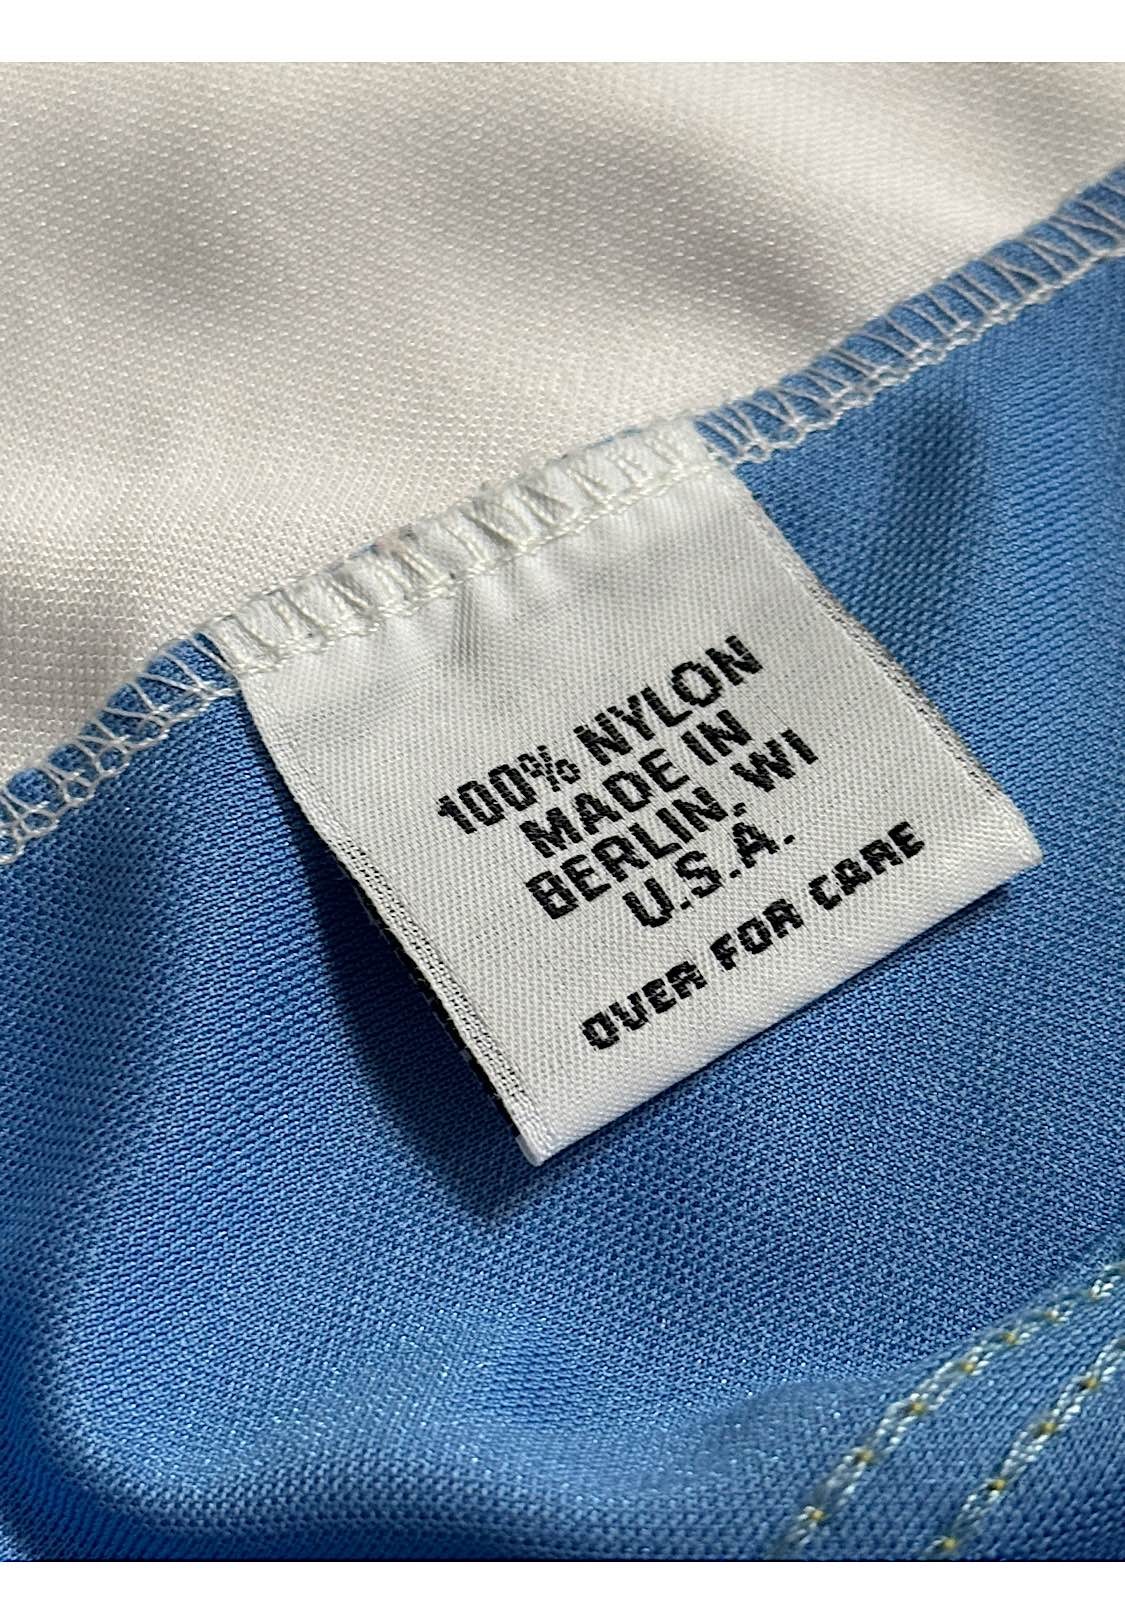 100% NYLON
MADE IN
BERLIN, WI
U.S.A.
OVER FOR CARE